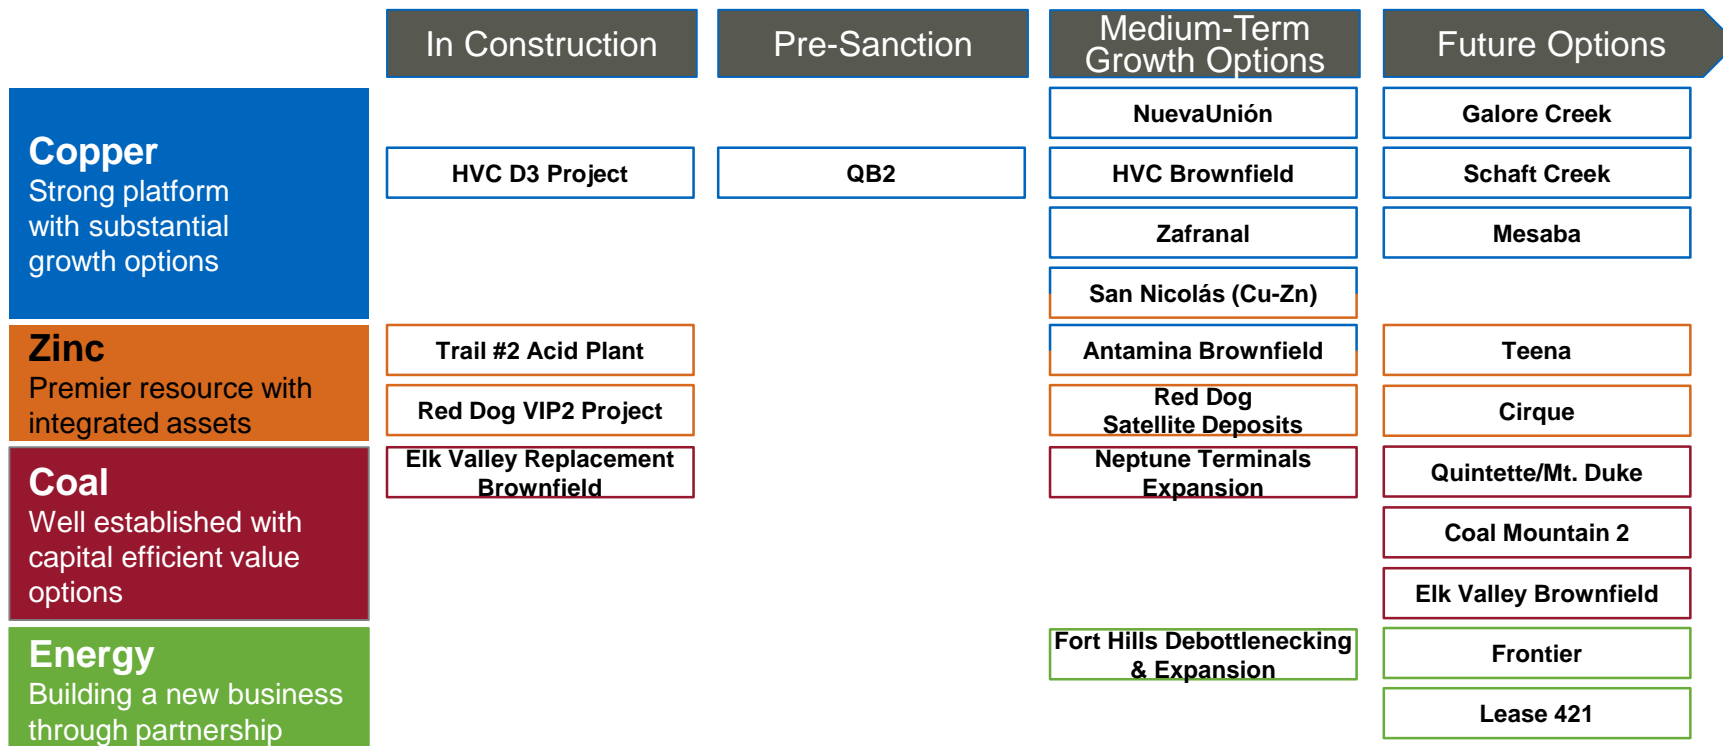 In Construction
Pre-Sanction
Medium-Term
Growth Options
Future Options
Copper
Strong platform
with substantial
growth options
HVC D3 Project
QB2
NuevaUnión
HVC Brownfield
Zafranal
San Nicolás (Cu-Zn)
Galore Creek
Schaft Creek
Mesaba
Zinc
Premier resource with
integrated assets
Trail #2 Acid Plant
Red Dog VIP2 Project
Antamina Brownfield
Red Dog
Satellite Deposits
Teena
Cirque
Coal
Well established with
capital efficient value
options
Elk Valley Replacement
Brownfield
Neptune Terminals
Expansion
Quintette/Mt. Duke
Coal Mountain 2
Elk Valley Brownfield
Energy
Building a new business
through partnership
Fort Hills Debottlenecking
& Expansion
Frontier
Lease 421